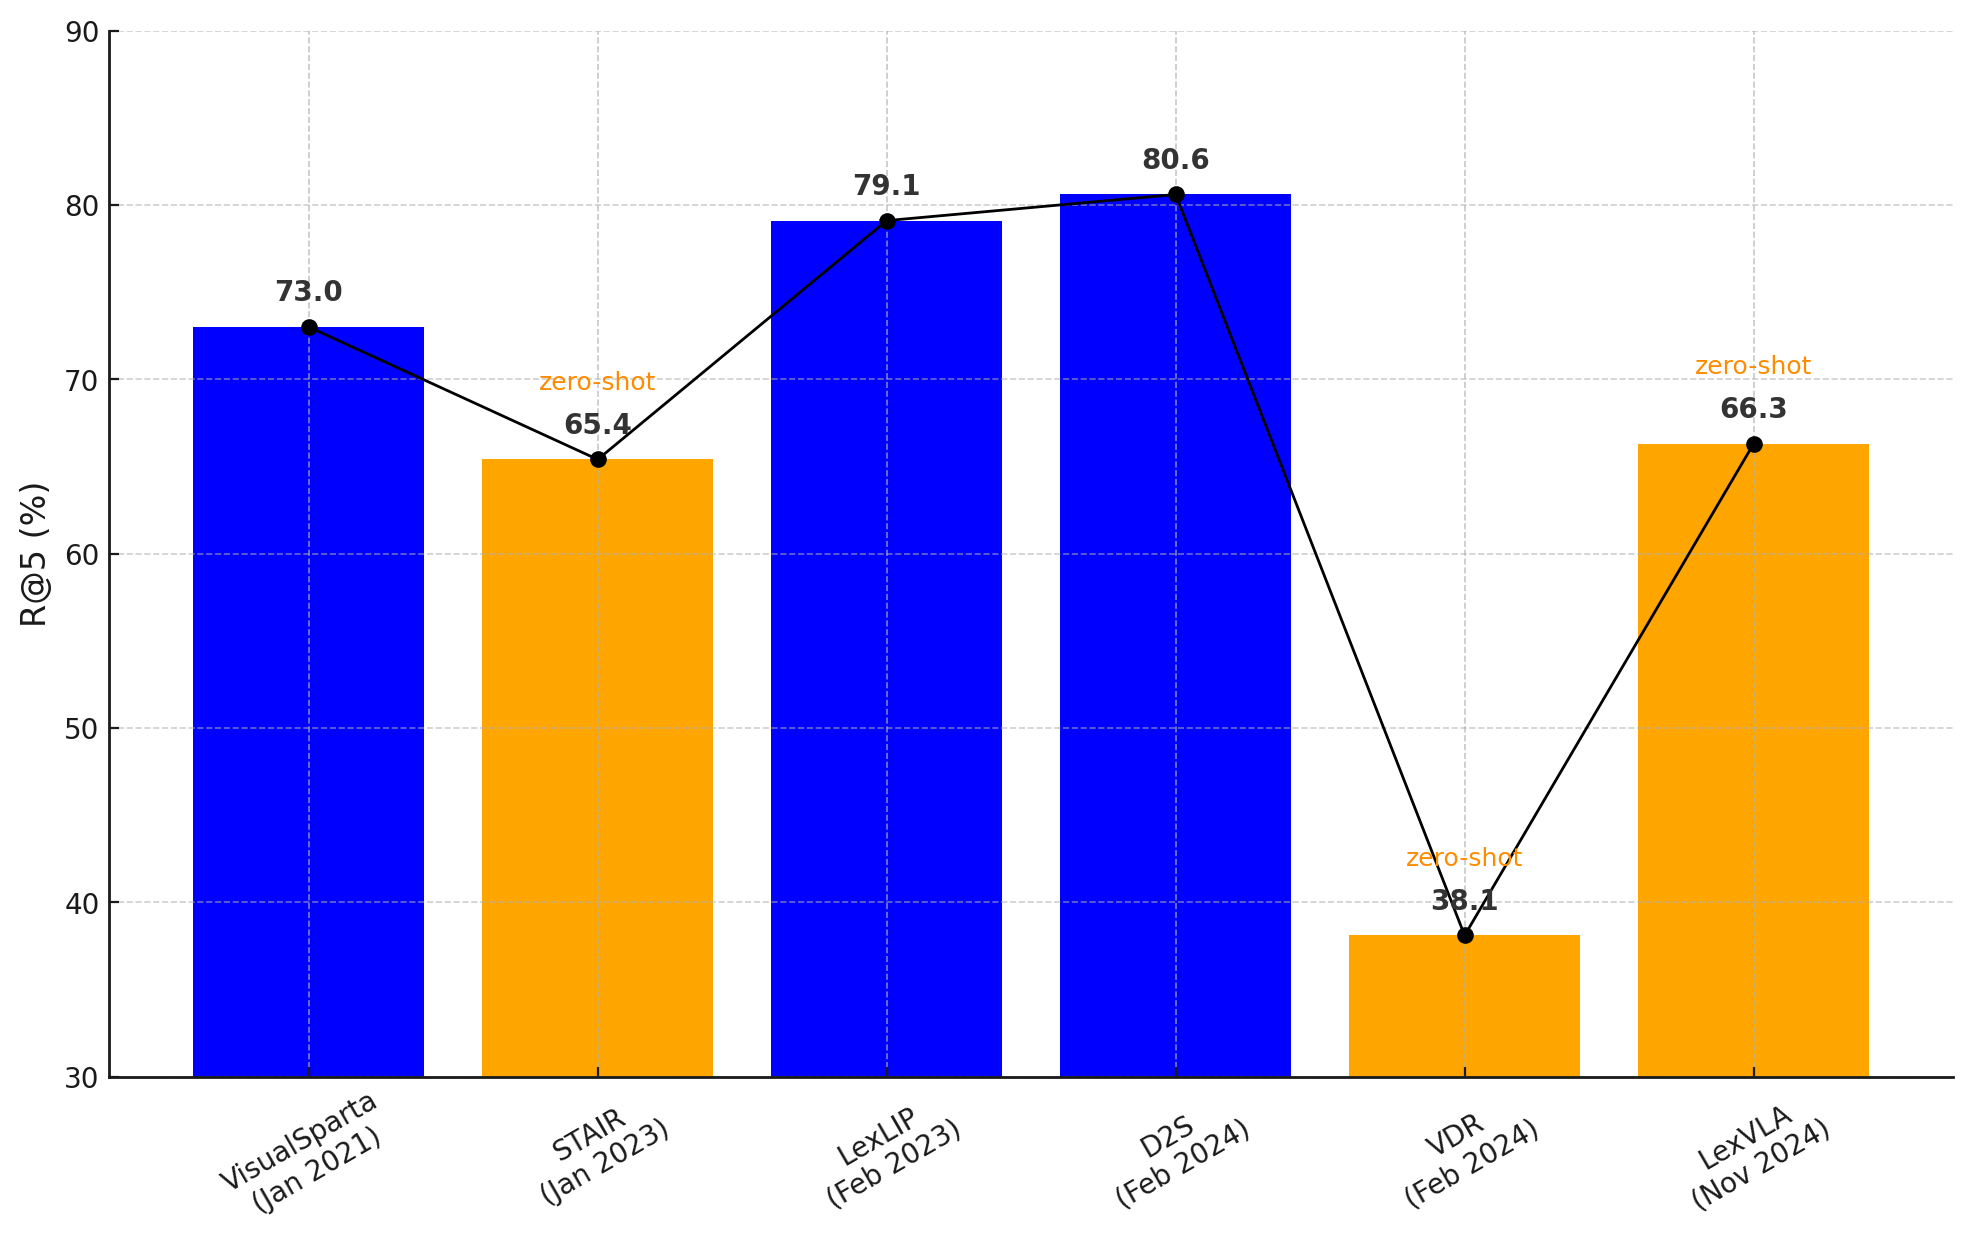 R@5 (%)
90
80
70
60
50
40
30
73.0
zero-shot
65.4
79.1
80.6
zero-shot
38.1
zero-shot
66.3
VisualSparta
(Jan 2021)
STAIR
(Jan 2023)
LexLIP
(Feb 2023)
D2S
(Feb 2024)
VDR
(Feb 2024)
LexVLA
(Nov 2024)